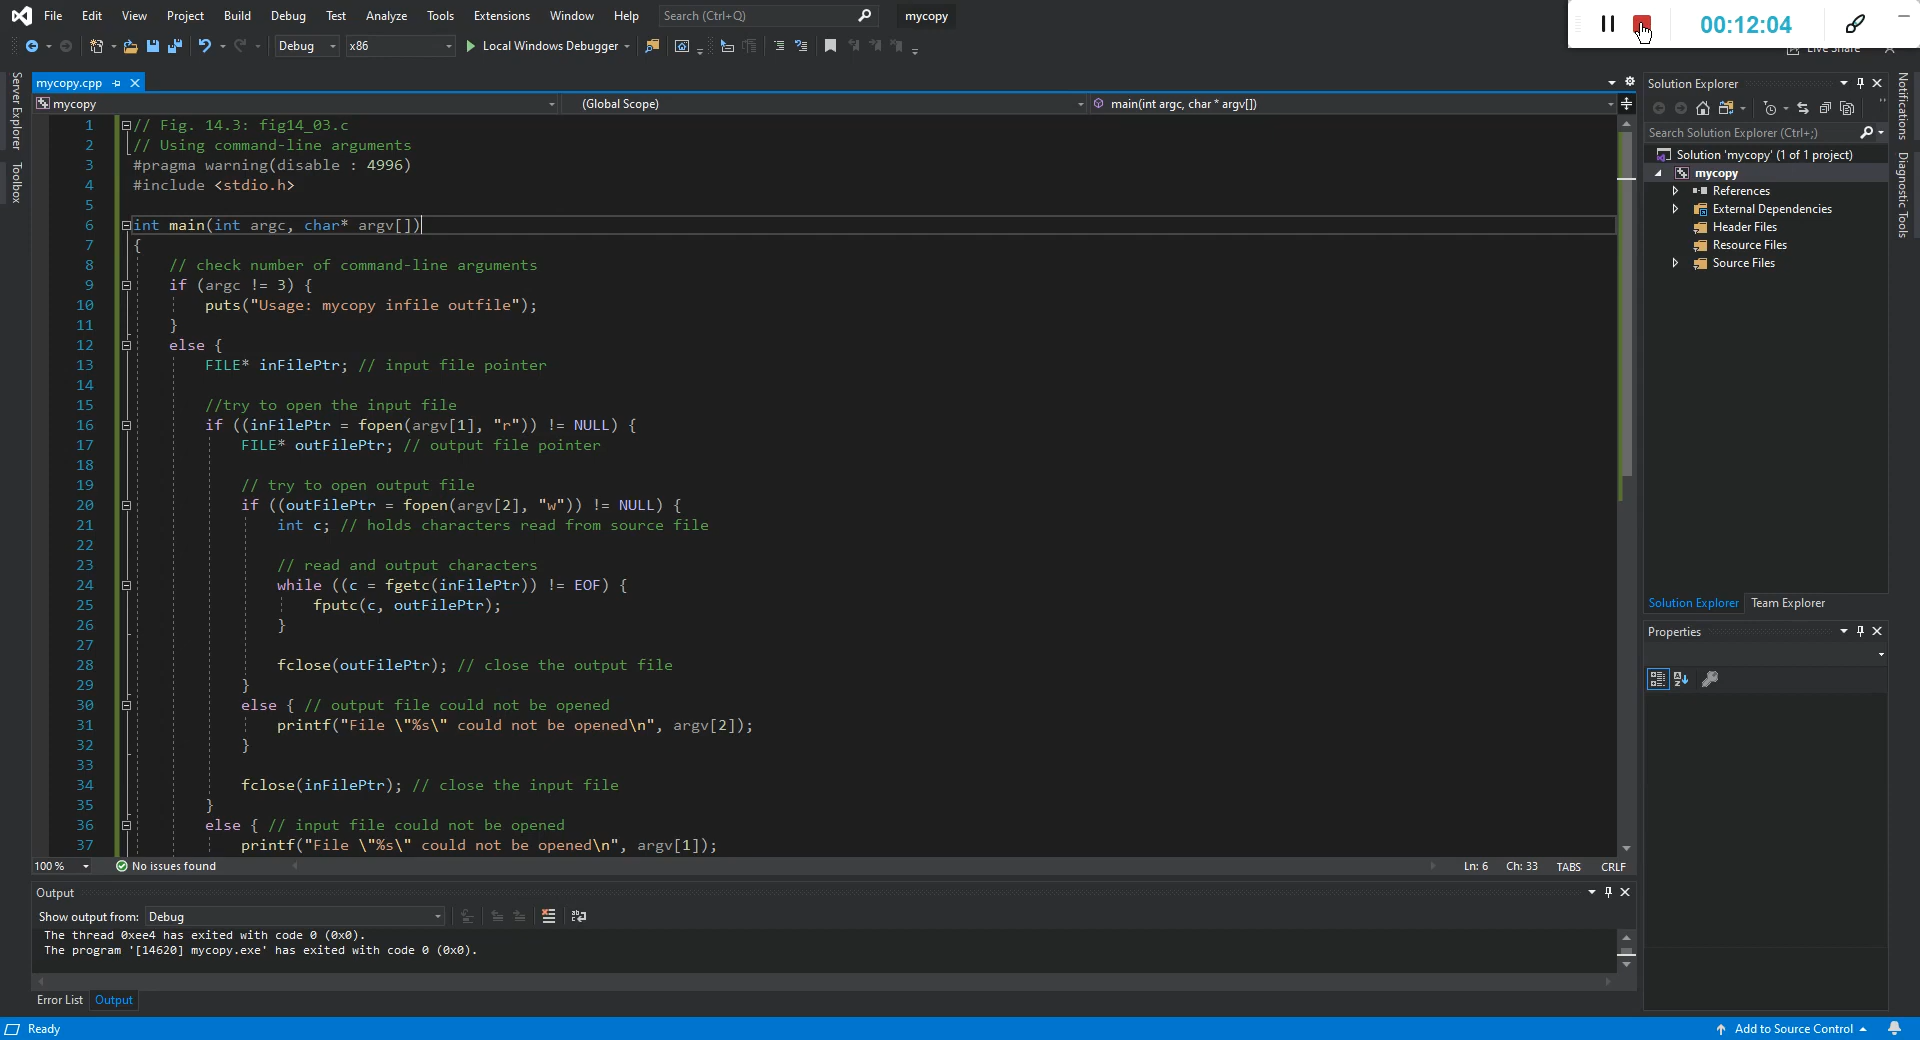 File Edit View Project Build Debug Test Analyze Tools Extensions Window Help Search (Ctrl+Q) mycopy
00:12:04
Debug x86 Local Windows Debugger
Live Share
Server Explorer
Toolbox
mycopy.cpp
mycopy (Global Scope) main(int argc, char * argv[])
1 // Fig. 14.3: fig14_03.c
2 // Using command-line arguments
3 #pragma warning(disable : 4996)
4 #include <stdio.h>
5
6 int main(int argc, char* argv[])
7 {
8 // check number of command-line arguments
9 if (argc != 3) {
10 puts("Usage: mycopy infile outfile");
11 }
12 else {
13 FILE* inFilePtr; // input file pointer
14
15 //try to open the input file
16 if ((inFilePtr = fopen(argv[1], "r")) != NULL) {
17 FILE* outFilePtr; // output file pointer
18
19 // try to open output file
20 if ((outFilePtr = fopen(argv[2], "w")) != NULL) {
21 int c; // holds characters read from source file
22
23 // read and output characters
24 while ((c = fgetc(inFilePtr)) != EOF) {
25 fputc(c, outFilePtr);
26 }
27
28 fclose(outFilePtr); // close the output file
29 }
30 else { // output file could not be opened
31 printf("File \"%s\" could not be opened\n", argv[2]);
32 }
33
34 fclose(inFilePtr); // close the input file
35 }
36 else { // input file could not be opened
37 printf("File \"%s\" could not be opened\n", argv[1]);
100 % No issues found Ln: 6 Ch: 33 TABS CRLF
Output
Show output from: Debug
The thread 0xee4 has exited with code 0 (0x0).
The program '[14620] mycopy.exe' has exited with code 0 (0x0).
Error List Output
Solution Explorer
Search Solution Explorer (Ctrl+;)
Solution 'mycopy' (1 of 1 project)
mycopy
References
External Dependencies
Header Files
Resource Files
Source Files
Solution Explorer Team Explorer
Properties
Notifications
Diagnostic Tools
Ready Add to Source Control